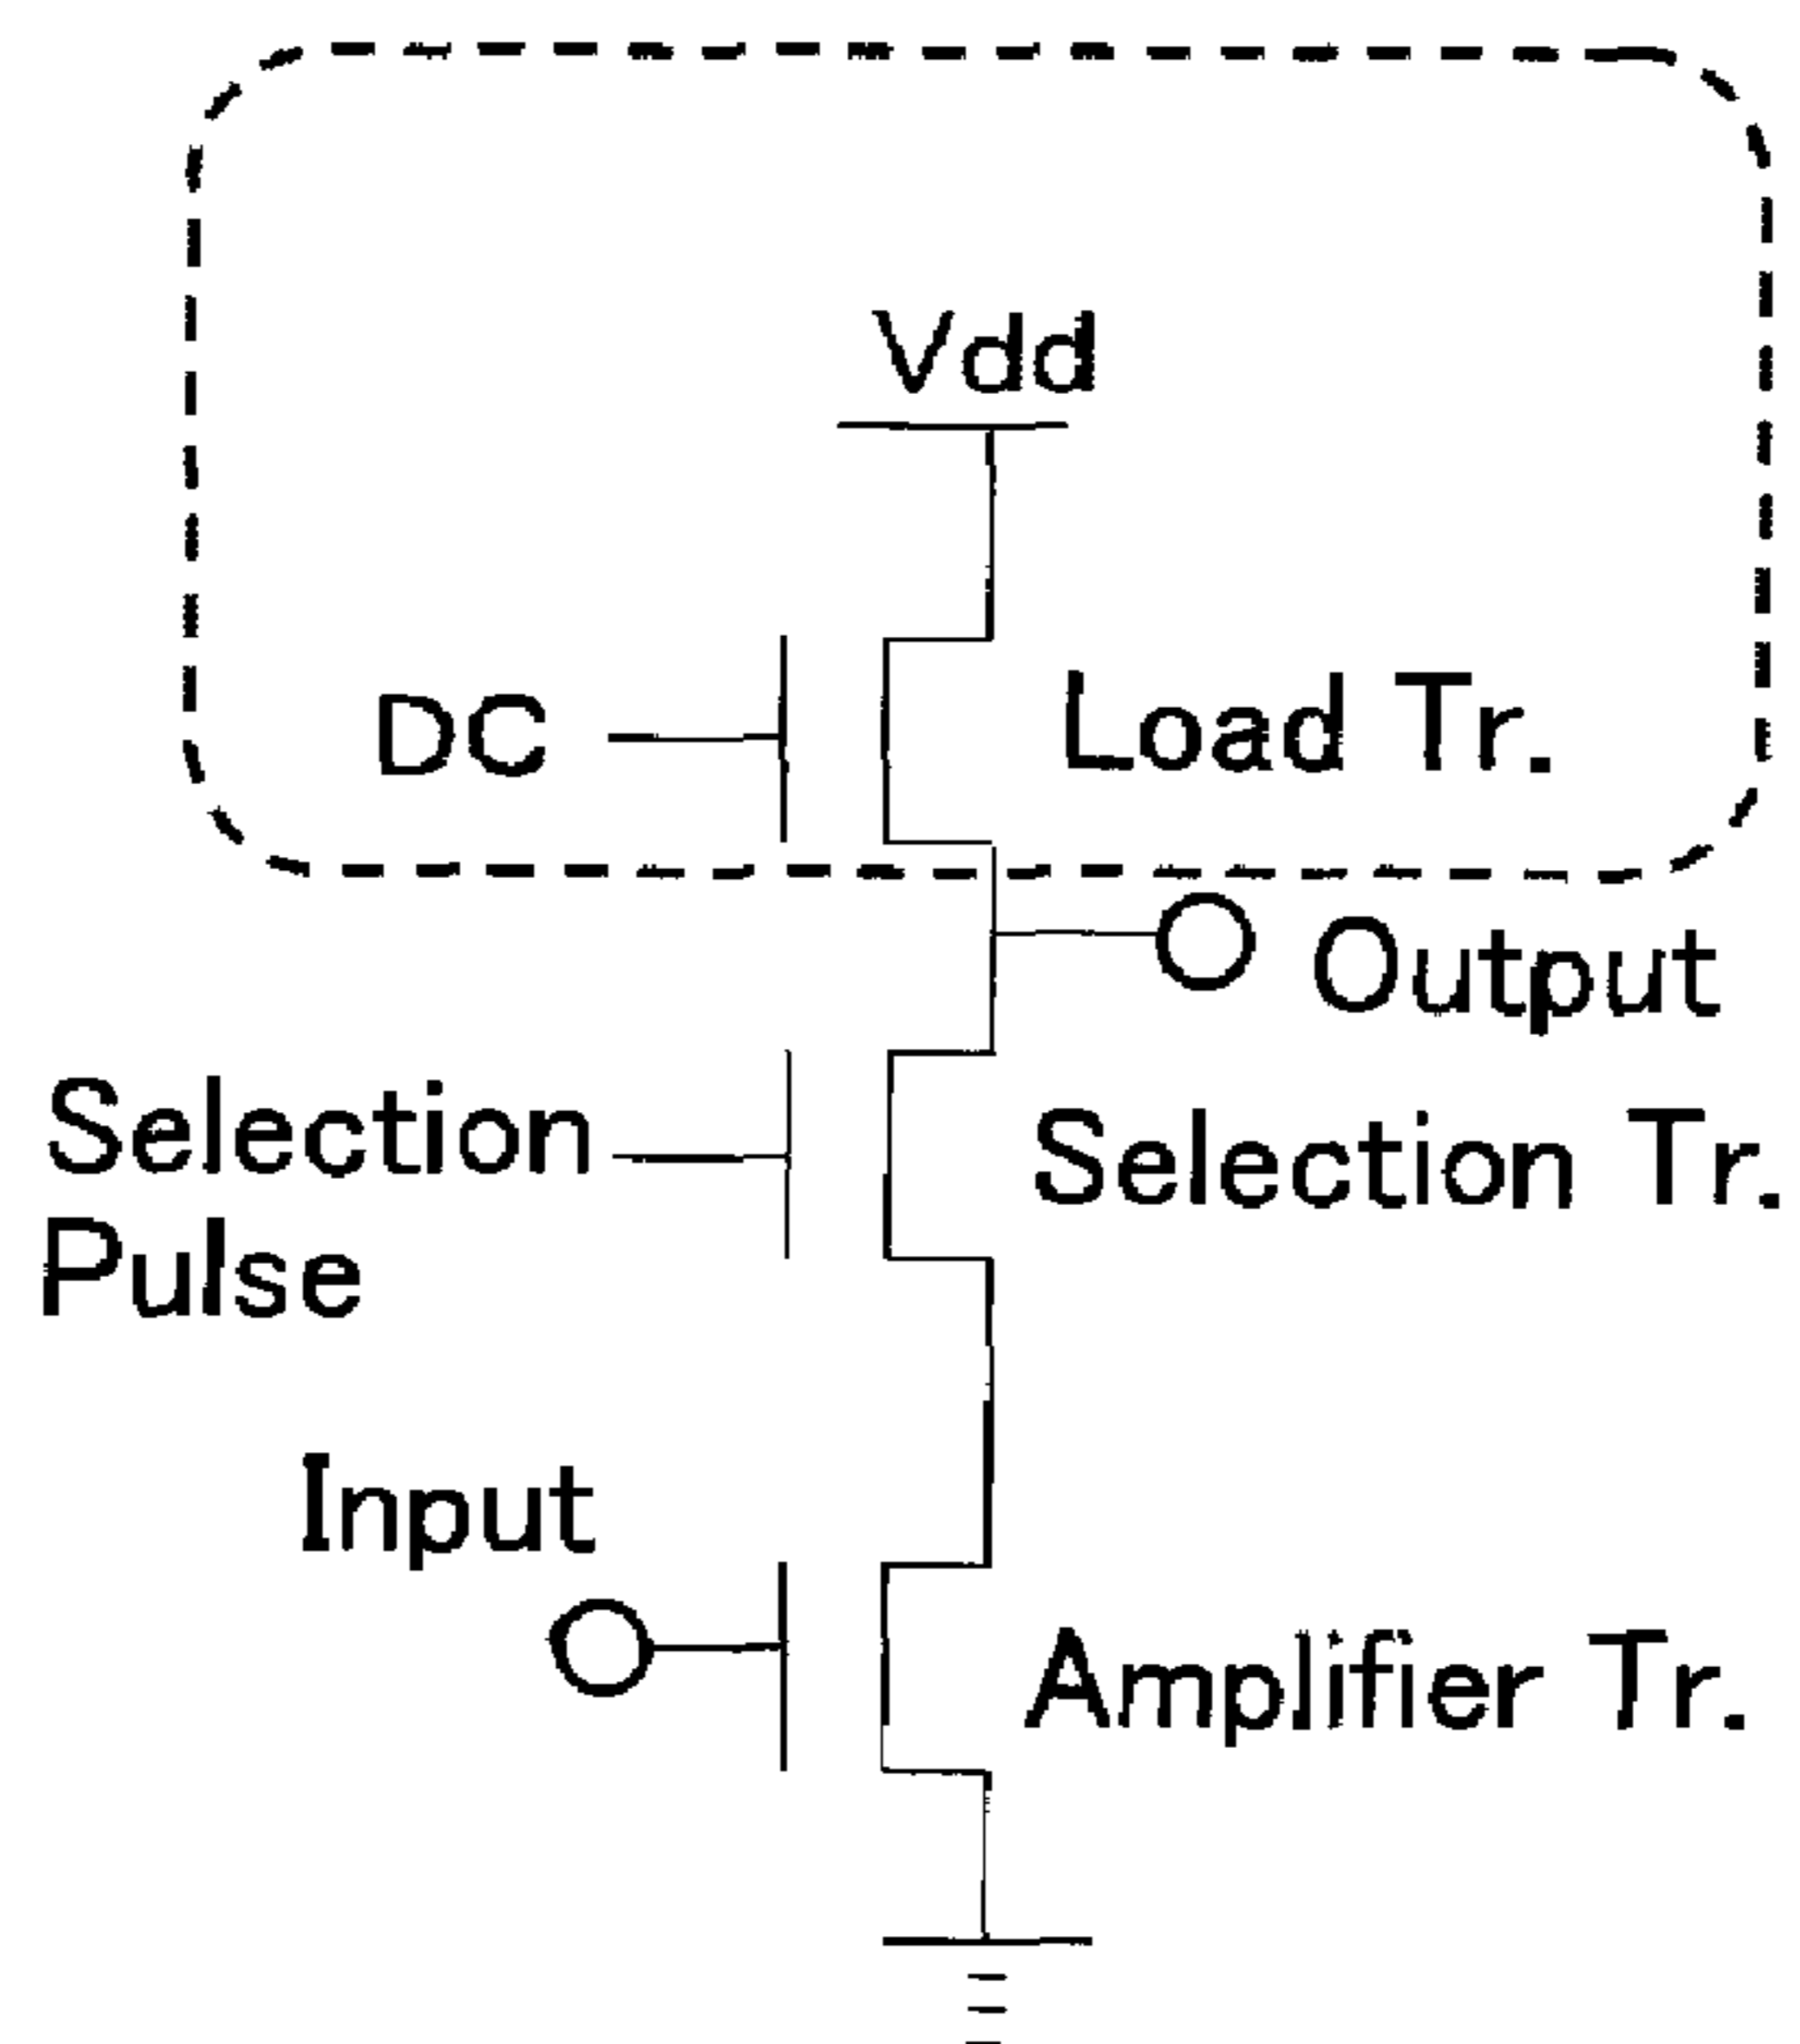 Vdd
DC
Load Tr.
Output
Selection
Pulse
Selection Tr.
Input
Amplifier Tr.